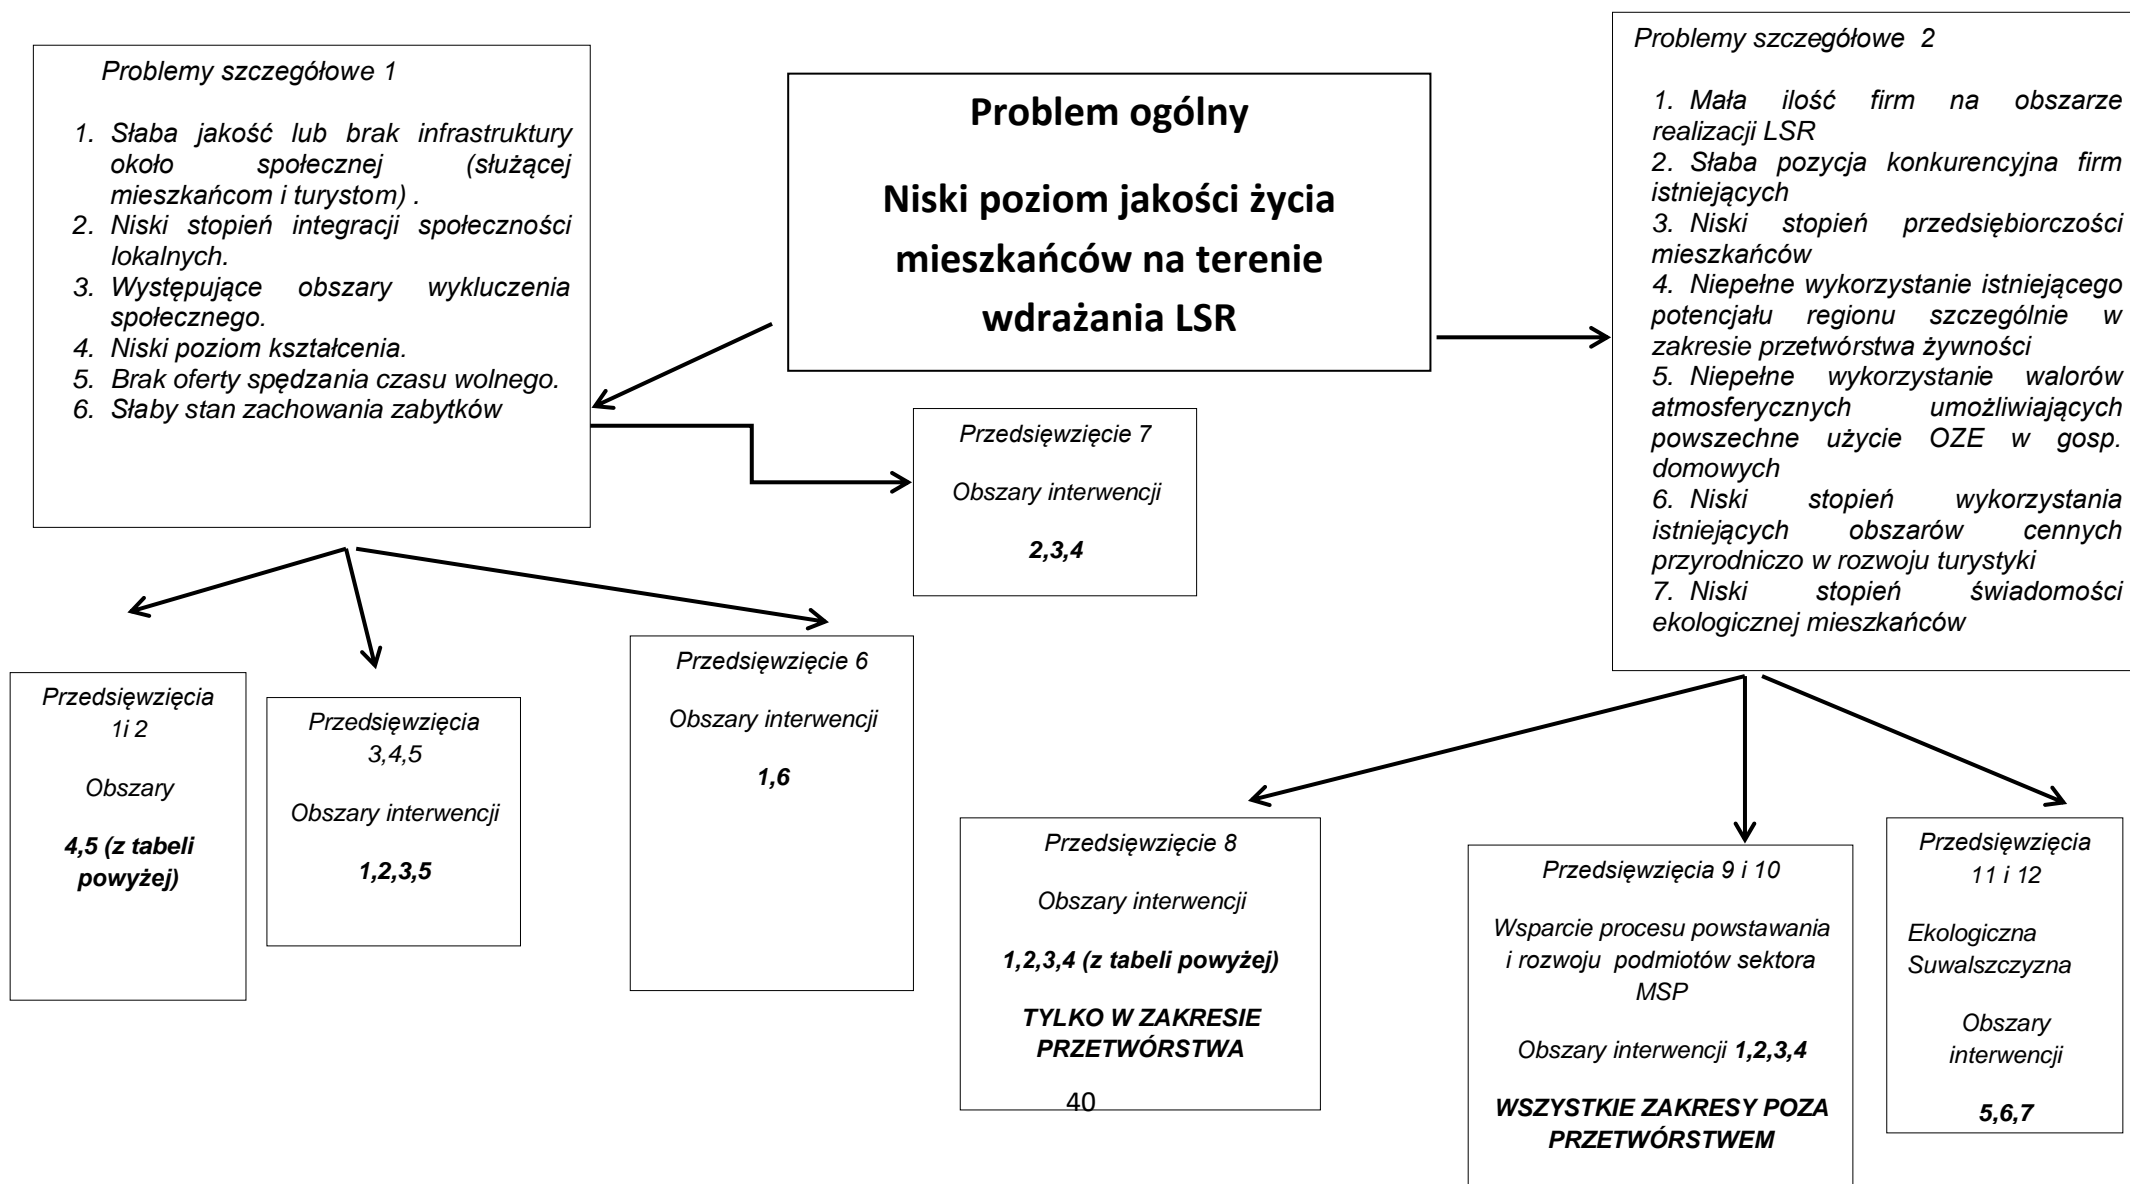 Problemy szczegółowe 1
1. Słaba jakość lub brak infrastruktury
około społecznej (służącej
mieszkańcom i turystom) .
2. Niski stopień integracji społeczności
lokalnych.
3. Występujące obszary wykluczenia
społecznego.
4. Niski poziom kształcenia.
5. Brak oferty spędzania czasu wolnego.
6. Słaby stan zachowania zabytków
Problem ogólny
Niski poziom jakości życia
mieszkańców na terenie
wdrażania LSR
Problemy szczegółowe 2
1. Mała ilość firm na obszarze
realizacji LSR
2. Słaba pozycja konkurencyjna firm
istniejących
3. Niski stopień przedsiębiorczości
mieszkańców
4. Niepełne wykorzystanie istniejącego
potencjału regionu szczególnie w
zakresie przetwórstwa żywności
5. Niepełne wykorzystanie walorów
atmosferycznych umożliwiających
powszechne użycie OZE w gosp.
domowych
6. Niski stopień wykorzystania
istniejących obszarów cennych
przyrodniczo w rozwoju turystyki
7. Niski stopień świadomości
ekologicznej mieszkańców
Przedsięwzięcie 7
Obszary interwencji
2,3,4
Przedsięwzięcia
1i 2
Obszary
4,5 (z tabeli
powyżej)
Przedsięwzięcia
3,4,5
Obszary interwencji
1,2,3,5
Przedsięwzięcie 6
Obszary interwencji
1,6
Przedsięwzięcie 8
Obszary interwencji
1,2,3,4 (z tabeli powyżej)
TYLKO W ZAKRESIE
PRZETWÓRSTWA
Przedsięwzięcia 9 i 10
Wsparcie procesu powstawania
i rozwoju podmiotów sektora
MSP
Obszary interwencji 1,2,3,4
WSZYSTKIE ZAKRESY POZA
PRZETWÓRSTWEM
Przedsięwzięcia
11 i 12
Ekologiczna
Suwalszczyzna
Obszary
interwencji
5,6,7
40